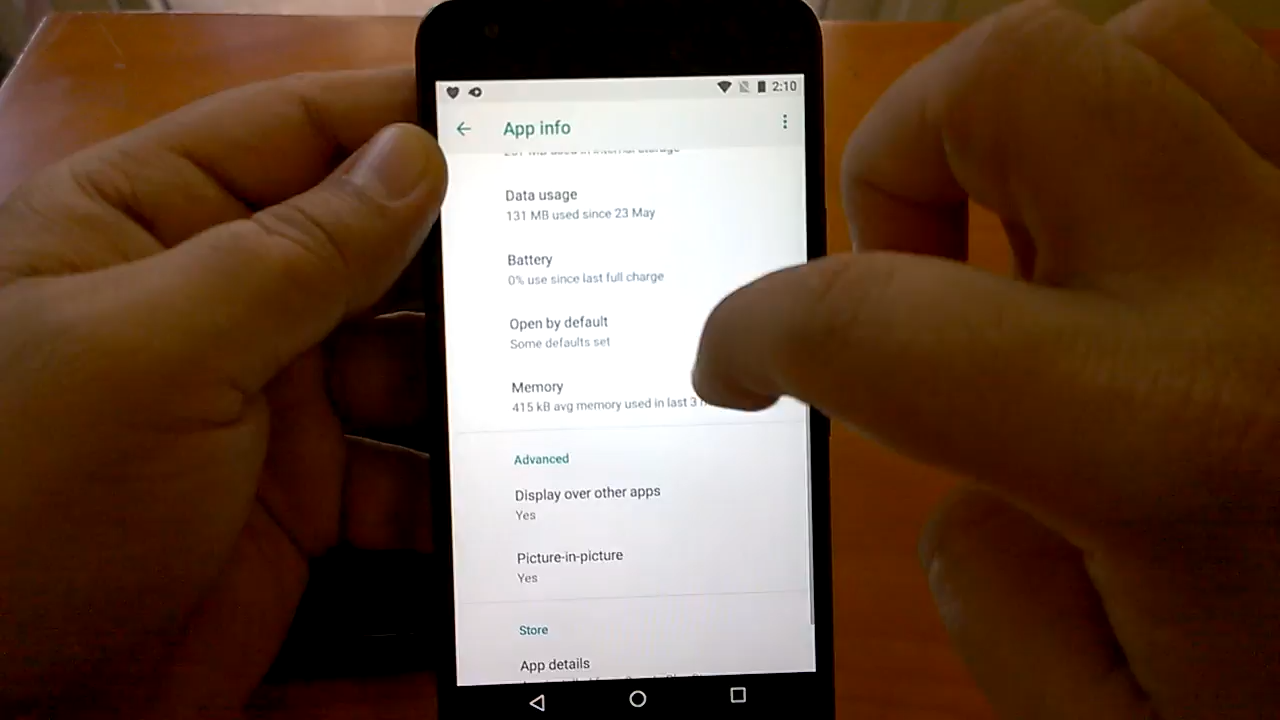 2:10
App info
Data usage
131 MB used since 23 May
Battery
0% use since last full charge
Open by default
Some defaults set
Memory
415 kB avg memory used in last 3
Advanced
Display over other apps
Yes
Picture-in-picture
Yes
Store
App details